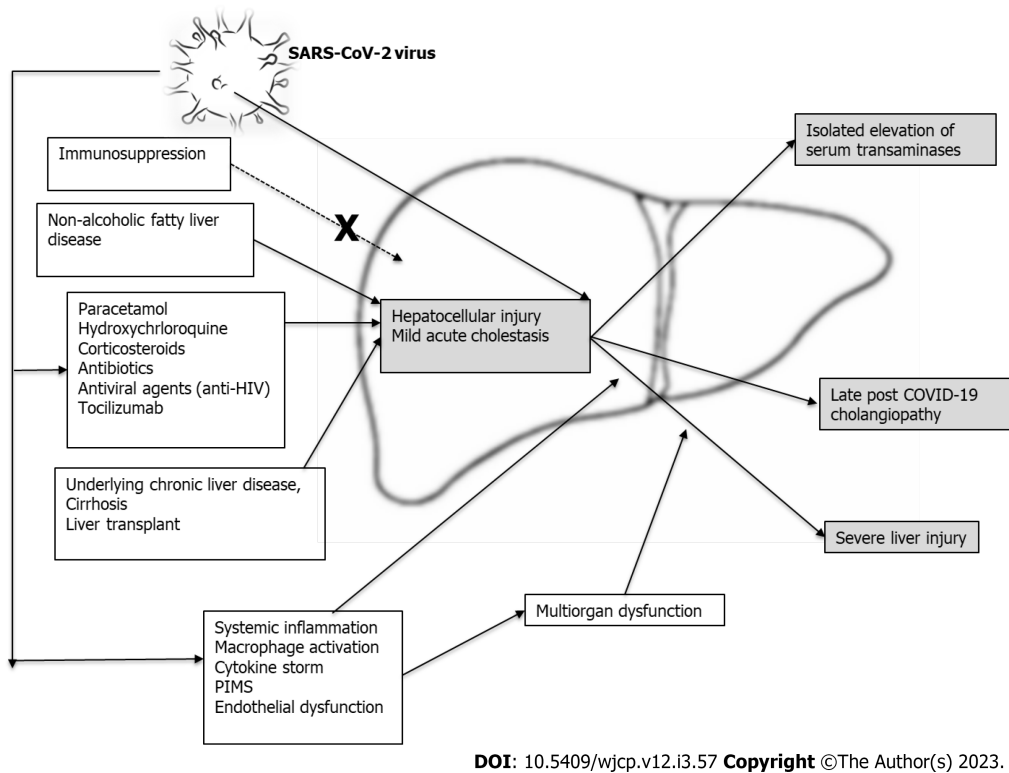 SARS-CoV-2 virus
Isolated elevation of
serum transaminases
Immunosuppression
Non-alcoholic fatty liver
disease
Paracetamol
Hydroxychrloroquine
Corticosteroids
Antibiotics
Antiviral agents (anti-HIV)
Tocilizumab
Hepatocellular injury
Mild acute cholestasis
X
Late post COVID-19
cholangiopathy
Underlying chronic liver disease,
Cirrhosis
Liver transplant
Severe liver injury
Systemic inflammation
Macrophage activation
Cytokine storm
PIMS
Endothelial dysfunction
Multiorgan dysfunction
DOI: 10.5409/wjcp.v12.i3.57 Copyright ©The Author(s) 2023.